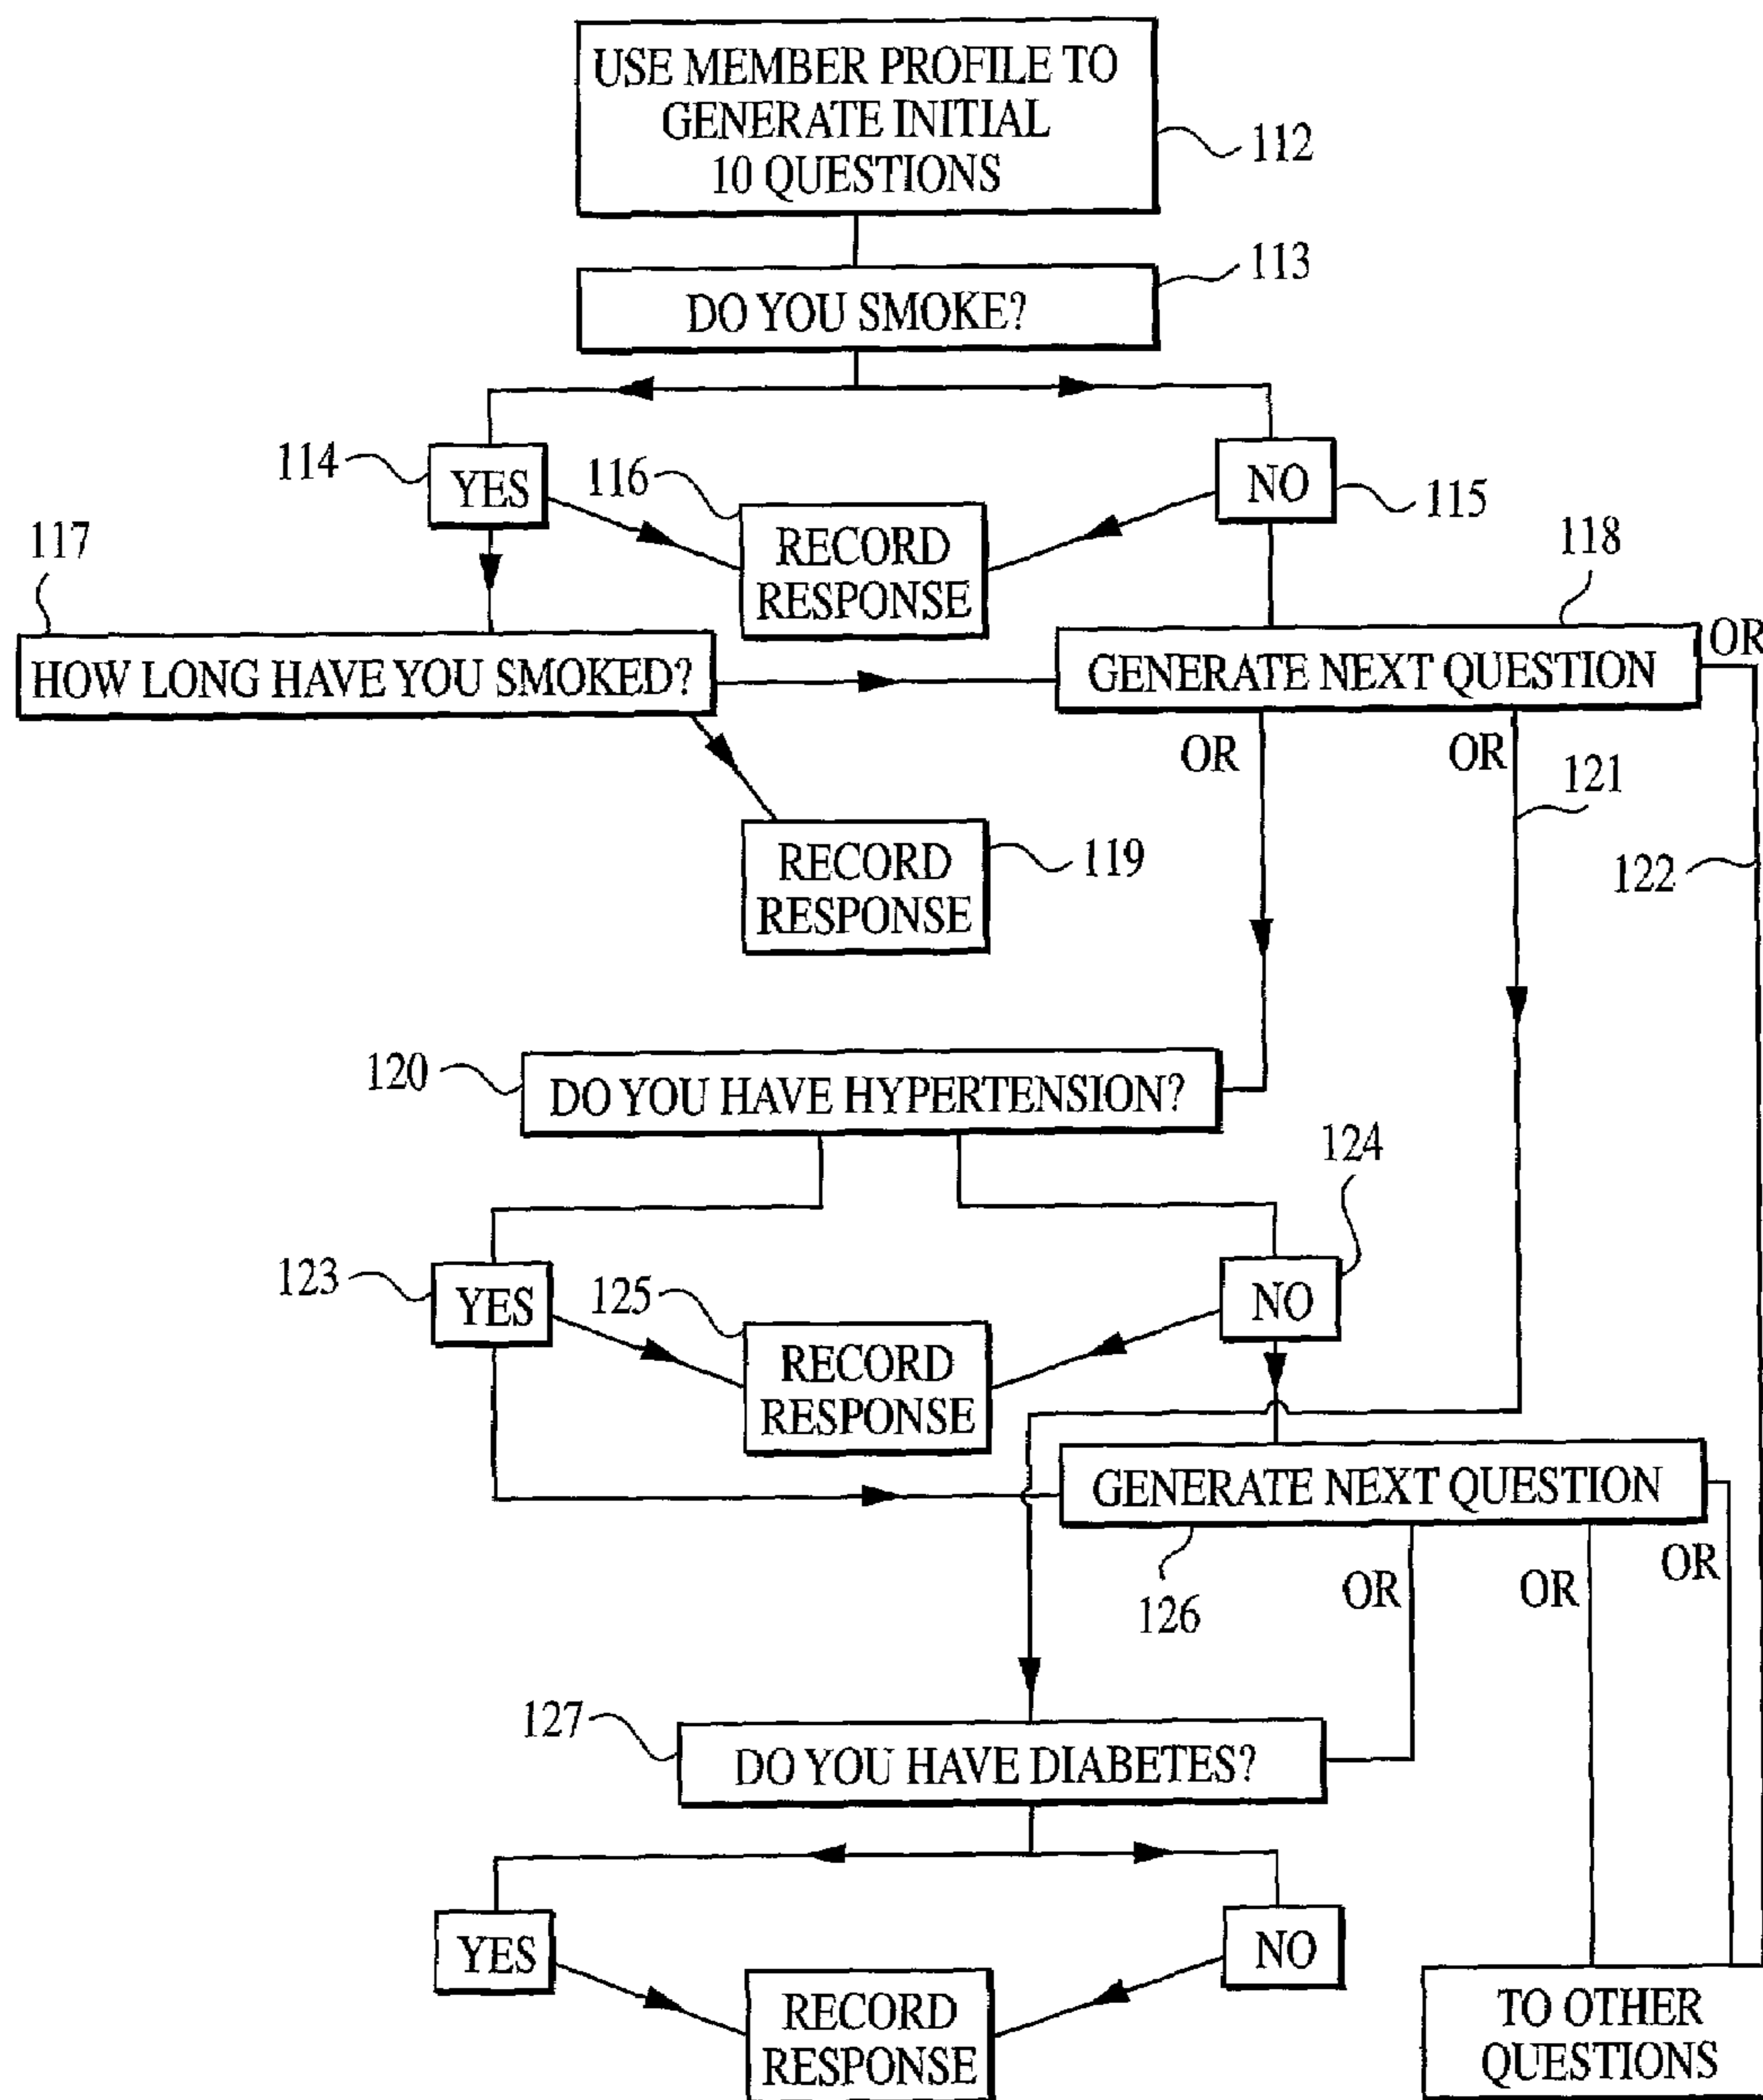 USE MEMBER PROFILE TO
GENERATE INITIAL
10 QUESTIONS
112
113
DO YOU SMOKE?
114
YES
116
NO
115
RECORD
RESPONSE
117
118
HOW LONG HAVE YOU SMOKED?
GENERATE NEXT QUESTION
OR
OR
OR
121
RECORD
RESPONSE
119
122
120
DO YOU HAVE HYPERTENSION?
124
123
YES
125
NO
RECORD
RESPONSE
GENERATE NEXT QUESTION
126
OR
OR
OR
127
DO YOU HAVE DIABETES?
YES
NO
RECORD
RESPONSE
TO OTHER
QUESTIONS